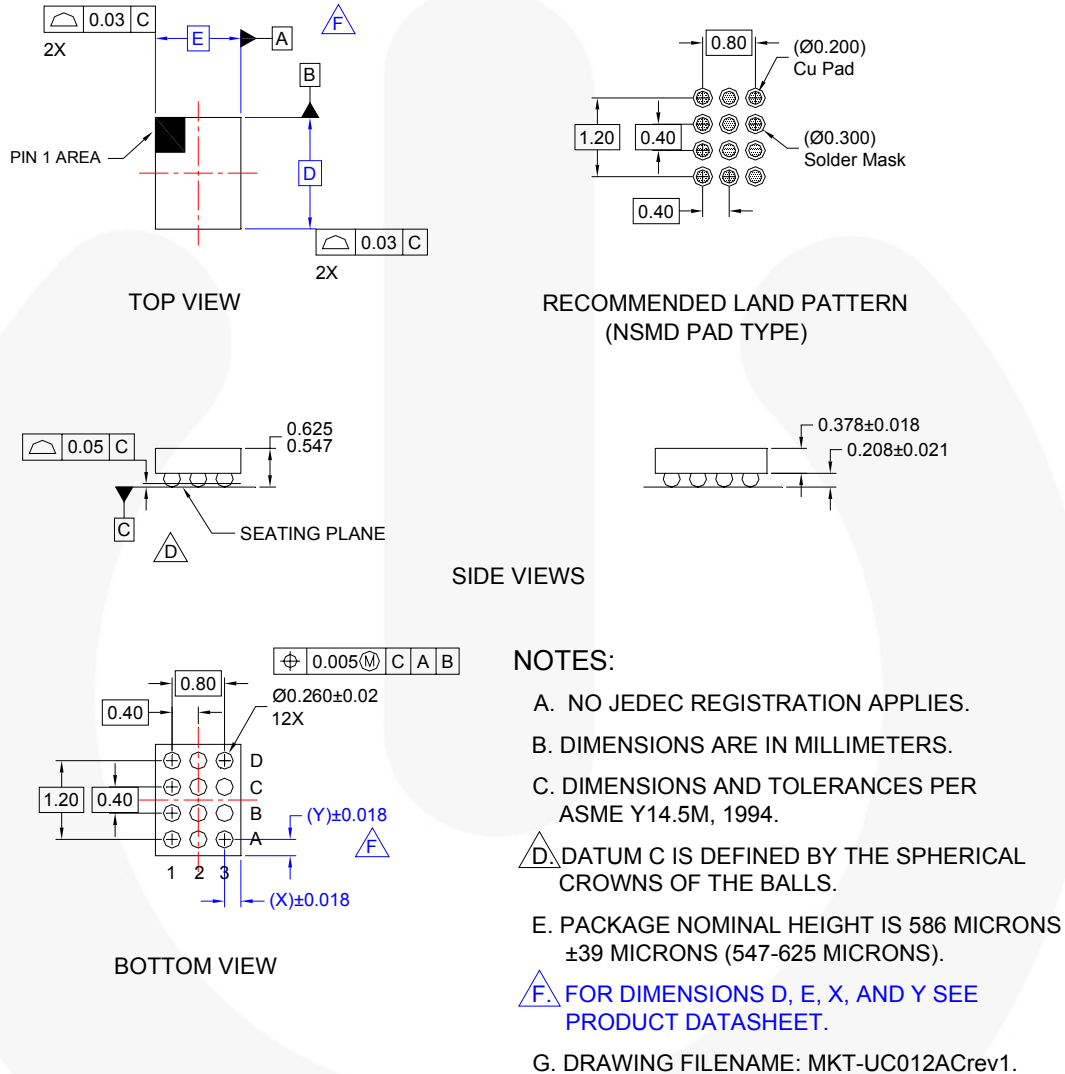 0.03 C
2X
E
A
F
B
PIN 1 AREA
D
0.03 C
2X
TOP VIEW
0.80
(Ø0.200)
Cu Pad
1.20
0.40
(Ø0.300)
Solder Mask
0.40
RECOMMENDED LAND PATTERN
(NSMD PAD TYPE)
0.05 C
0.625
0.547
C
D
SEATING PLANE
0.378±0.018
0.208±0.021
SIDE VIEWS
0.005Ⓜ C A B
0.80
0.40
Ø0.260±0.02
12X
1.20
0.40
D
C
B
A
1 2 3
(Y)±0.018
F
(X)±0.018
BOTTOM VIEW
NOTES:
A. NO JEDEC REGISTRATION APPLIES.
B. DIMENSIONS ARE IN MILLIMETERS.
C. DIMENSIONS AND TOLERANCES PER
ASME Y14.5M, 1994.
D. DATUM C IS DEFINED BY THE SPHERICAL
CROWNS OF THE BALLS.
E. PACKAGE NOMINAL HEIGHT IS 586 MICRONS
±39 MICRONS (547-625 MICRONS).
F. FOR DIMENSIONS D, E, X, AND Y SEE
PRODUCT DATASHEET.
G. DRAWING FILENAME: MKT-UC012ACrev1.